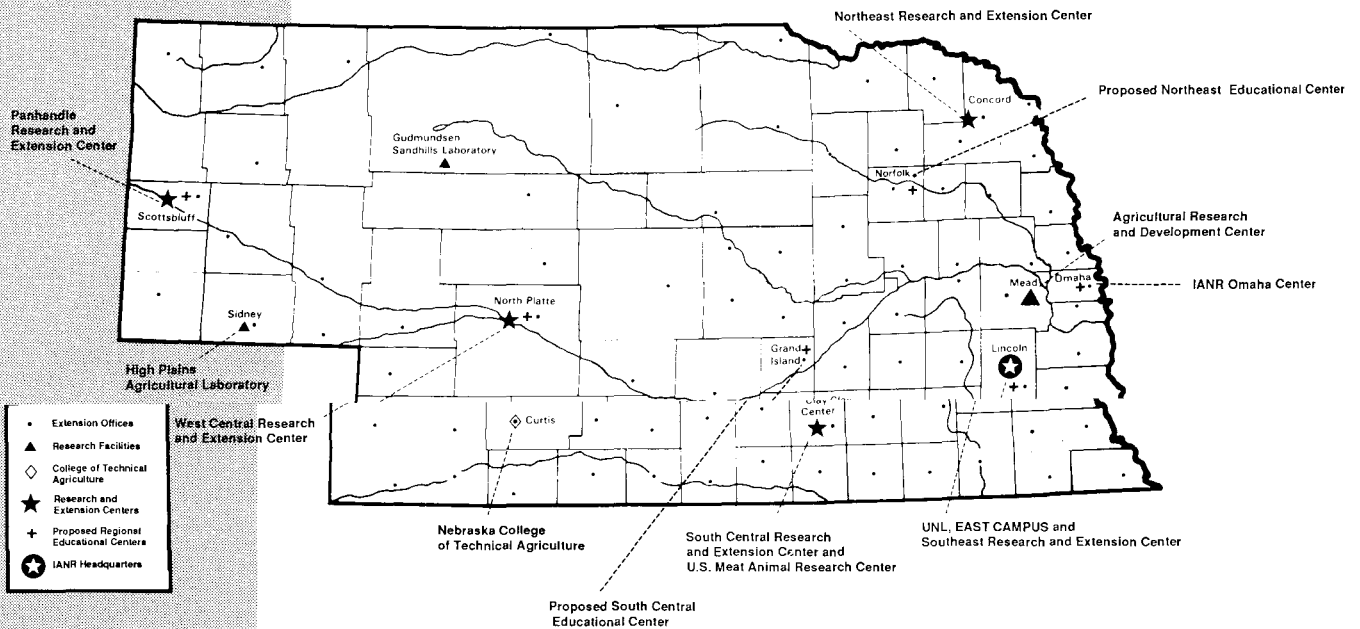 Northeast Research and Extension Center
Proposed Northeast Educational Center
Concord
Panhandle
Research and
Extension Center
Gudmundsen
Sandhills Laboratory
Norfolk
Scottsbluff
Agricultural Research
and Development Center
Mead
Omaha
IANR Omaha Center
North Platte
Sidney
Grand
Island
Lincoln
High Plains
Agricultural Laboratory
Center
Curtis
West Central Research
and Extension Center
Extension Offices
Research Facilities
College of Technical
Agriculture
Research and
Extension Centers
Proposed Regional
Educational Centers
IANR Headquarters
Nebraska College
of Technical Agriculture
South Central Research
and Extension Center and
U.S. Meat Animal Research Center
UNL, EAST CAMPUS and
Southeast Research and Extension Center
Proposed South Central
Educational Center